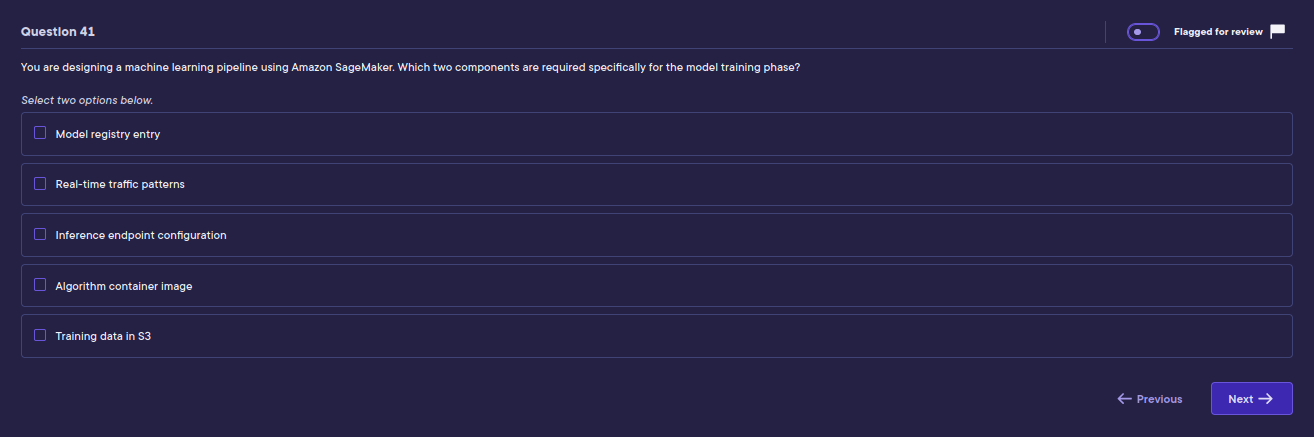 Question 41
Flagged for review
You are designing a machine learning pipeline using Amazon SageMaker. Which two components are required specifically for the model training phase?
Select two options below.
Model registry entry
Real-time traffic patterns
Inference endpoint configuration
Algorithm container image
Training data in S3
Previous
Next